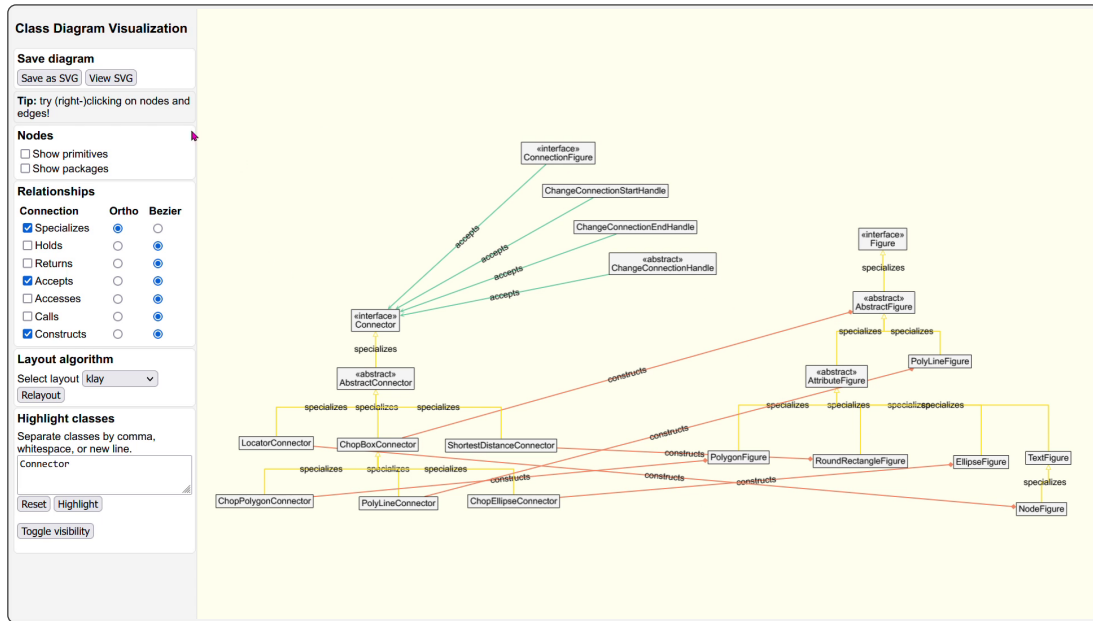 Class Diagram Visualization
Save diagram
Save as SVG View SVG
Tip: try (right-)clicking on nodes and
edges!
Nodes
Show primitives
Show packages
Relationships
Connection Ortho Bezier
Specializes
Holds
Returns
Accepts
Accesses
Calls
Constructs
Layout algorithm
Select layout klay
Relayout
Highlight classes
Separate classes by comma,
whitespace, or new line.
Connector
Reset Highlight
Toggle visibility
«interface»
ConnectionFigure
ChangeConnectionStartHandle
ChangeConnectionEndHandle
«abstract»
ChangeConnectionHandle
accepts
accepts
accepts
accepts
«interface»
Figure
specializes
«abstract»
AbstractFigure
specializes specializes
«interface»
Connector
specializes
«abstract»
AbstractConnector
specializes specializes specializes
constructs
PolyLineFigure
«abstract»
AttributeFigure
specializes specializes specializes specializes
LocatorConnector
ChopBoxConnector
ShortestDistanceConnector
constructs
constructs
PolygonFigure
RoundRectangleFigure
EllipseFigure
TextFigure
specializes specializes specializes
constructs
constructs
specializes
ChopPolygonConnector
PolyLineConnector
ChopEllipseConnector
NodeFigure